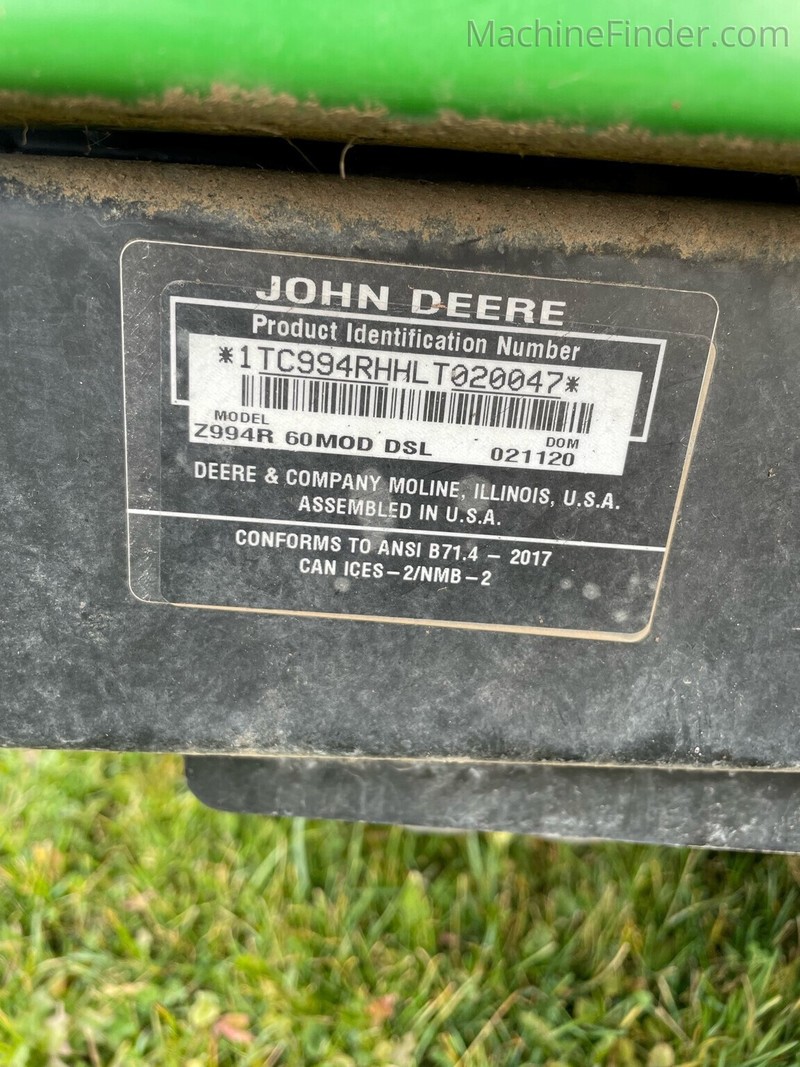 MachineFinder.com
JOHN DEERE
Product Identification Number
*1TC994RHHLT020047*
MODEL
Z994R 60MOD DSL
DOM
021120
DEERE & COMPANY MOLINE, ILLINOIS, U.S.A.
ASSEMBLED IN U.S.A.
CONFORMS TO ANSI B71.4 – 2017
CAN ICES–2/NMB–2